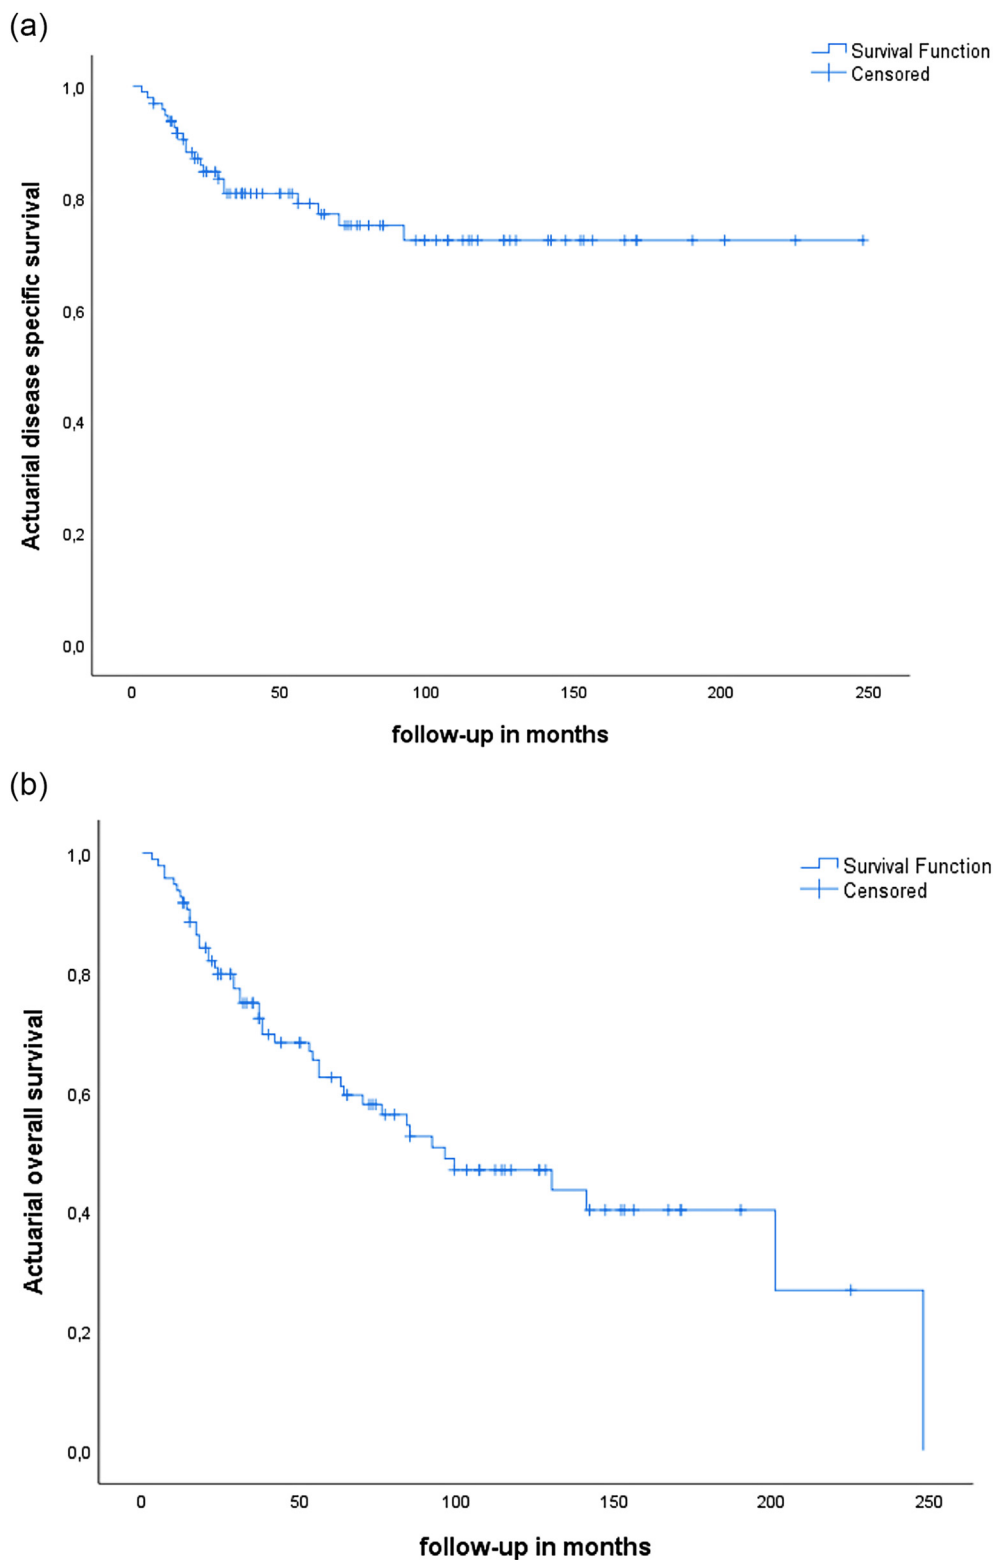 (a)
Survival Function
Censored
1,0
0,8
0,6
0,4
0,2
0,0
Actuarial disease specific survival
0 50 100 150 200 250
follow-up in months
(b)
Survival Function
Censored
1,0
0,8
0,6
0,4
0,2
0,0
Actuarial overall survival
0 50 100 150 200 250
follow-up in months